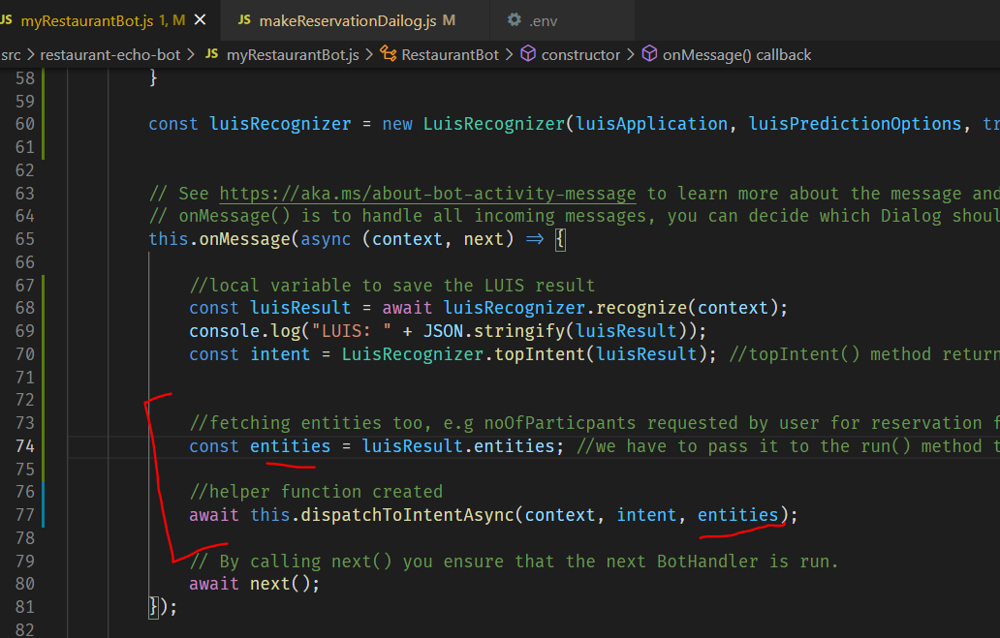 JS myRestaurantBot.js 1, M × JS makeReservationDailog.js M .env
src > restaurant-echo-bot > JS myRestaurantBot.js > RestaurantBot > constructor > onMessage() callback
58 }
59
60 const luisRecognizer = new LuisRecognizer(luisApplication, luisPredictionOptions, tr
61
62
63 // See https://aka.ms/about-bot-activity-message to learn more about the message and
64 // onMessage() is to handle all incoming messages, you can decide which Dialog shoul
65 this.onMessage(async (context, next) => {
66
67 //local variable to save the LUIS result
68 const luisResult = await luisRecognizer.recognize(context);
69 console.log("LUIS: " + JSON.stringify(luisResult));
70 const intent = LuisRecognizer.topIntent(luisResult); //topIntent() method return
71
72
73 //fetching entities too, e.g noOfParticpants requested by user for reservation f
74 const entities = luisResult.entities; //we have to pass it to the run() method t
75
76 //helper function created
77 await this.dispatchToIntentAsync(context, intent, entities);
78
79 // By calling next() you ensure that the next BotHandler is run.
80 await next();
81 });
82